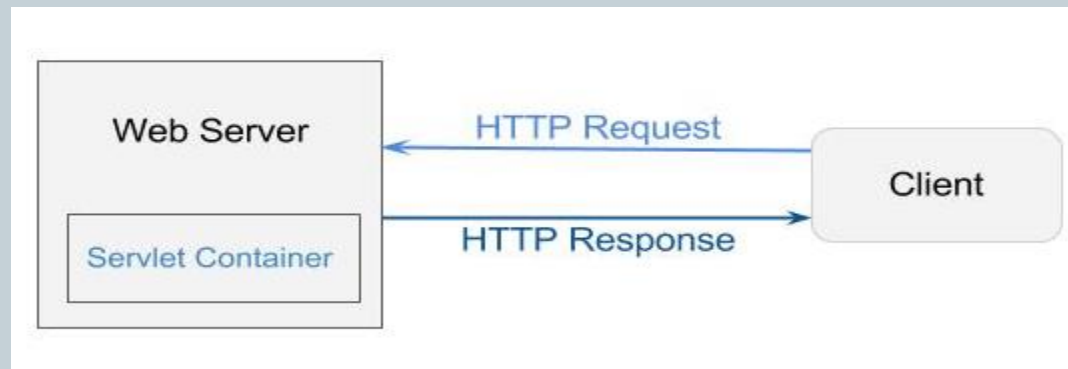 Web Server
HTTP Request
Client
HTTP Response
Servlet Container